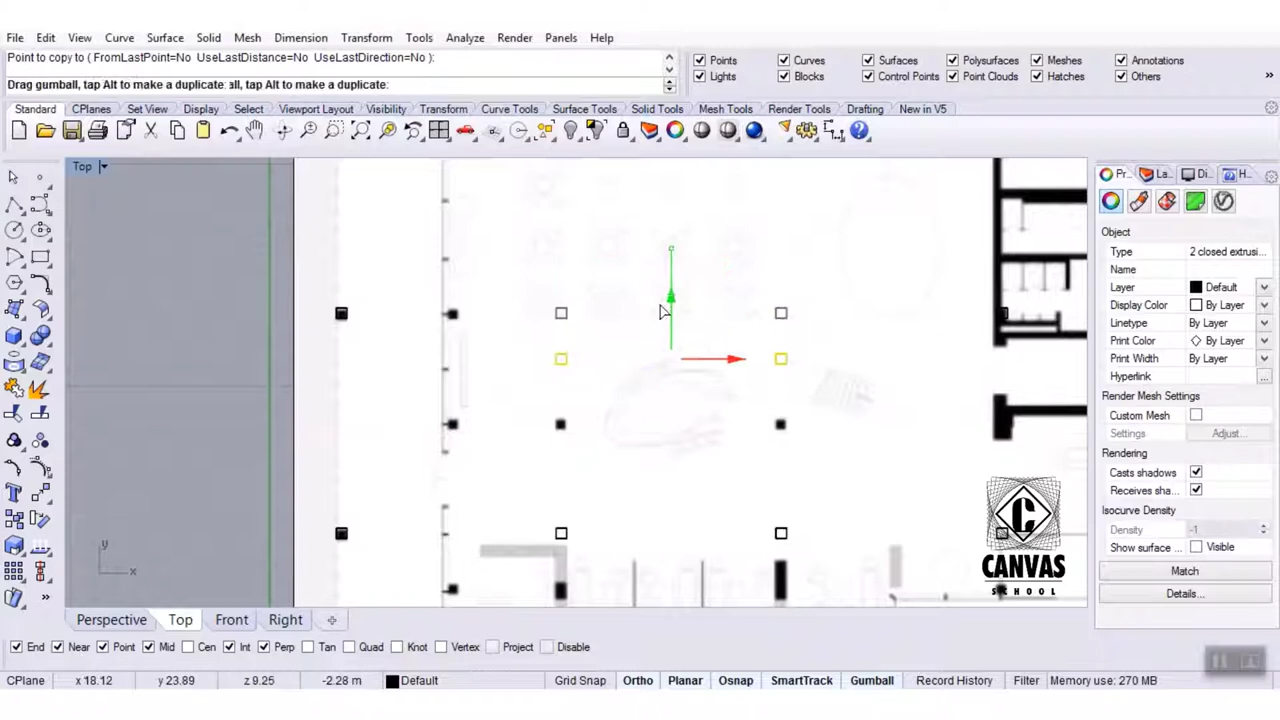 File Edit View Curve Surface Solid Mesh Dimension Transform Tools Analyze Render Panels Help
Point to copy to ( FromLastPoint=No UseLastDistance=No UseLastDirection=No ):
Drag gumball, tap Alt to make a duplicate: all, tap Alt to make a duplicate:
Points Curves Surfaces Polysurfaces Meshes Annotations
Lights Blocks Control Points Point Clouds Hatches Others
»
Standard CPlanes Set View Display Select Viewport Layout Visibility Transform Curve Tools Surface Tools Solid Tools Mesh Tools Render Tools Drafting New in V5
Top
Pr... La... Di... H...
Object
Type 2 closed extrusi...
Name
Layer Default
Display Color By Layer
Linetype By Layer
Print Color By Layer
Print Width By Layer
Hyperlink ...
Render Mesh Settings
Custom Mesh
Settings Adjust...
Rendering
Casts shadows
Receives sha...
Isocurve Density
Density -1
Show surface ... Visible
Match
Details...
y
x
C
CANVAS
SCHOOL
»
Perspective Top Front Right
End Near Point Mid Cen Int Perp Tan Quad Knot Vertex Project Disable
CPlane x 18.12 y 23.89 z 9.25 -2.28 m Default Grid Snap Ortho Planar Osnap SmartTrack Gumball Record History Filter Memory use: 270 MB